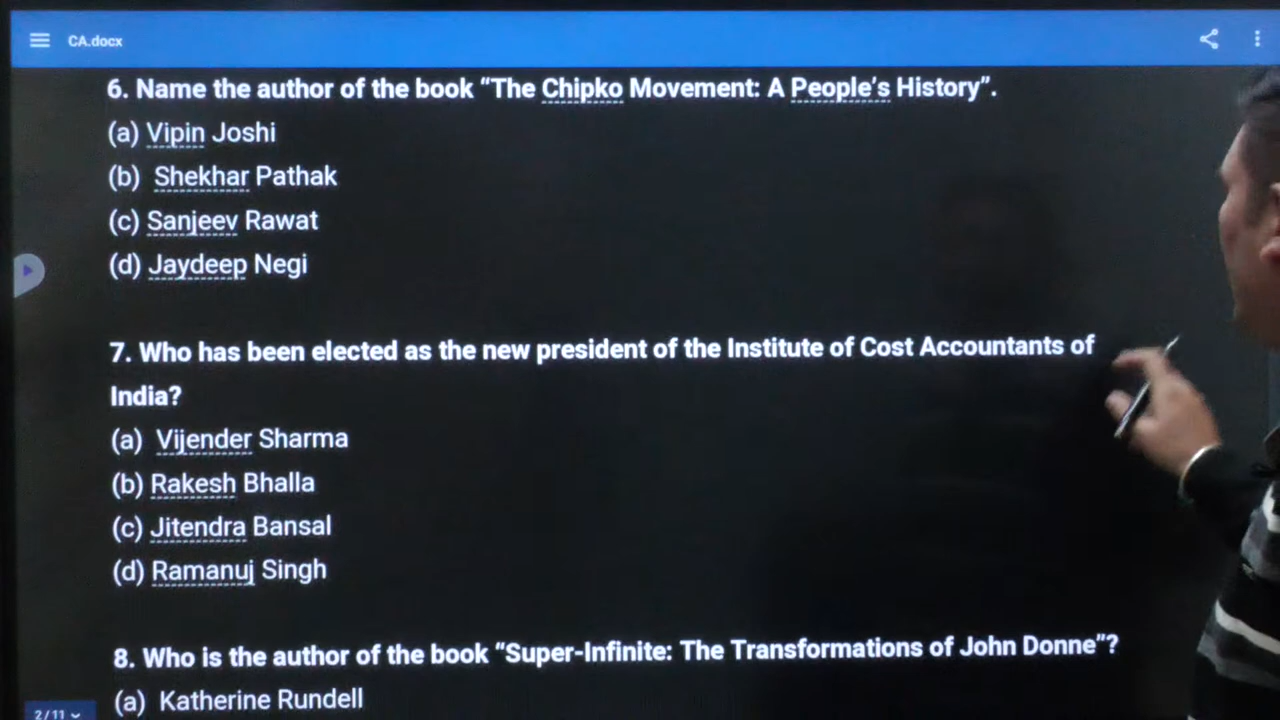 CA.docx
6. Name the author of the book “The Chipko Movement: A People’s History”.
(a) Vipin Joshi
(b) Shekhar Pathak
(c) Sanjeev Rawat
(d) Jaydeep Negi
7. Who has been elected as the new president of the Institute of Cost Accountants of
India?
(a) Vijender Sharma
(b) Rakesh Bhalla
(c) Jitendra Bansal
(d) Ramanuj Singh
8. Who is the author of the book “Super-Infinite: The Transformations of John Donne”?
(a) Katherine Rundell
2/11